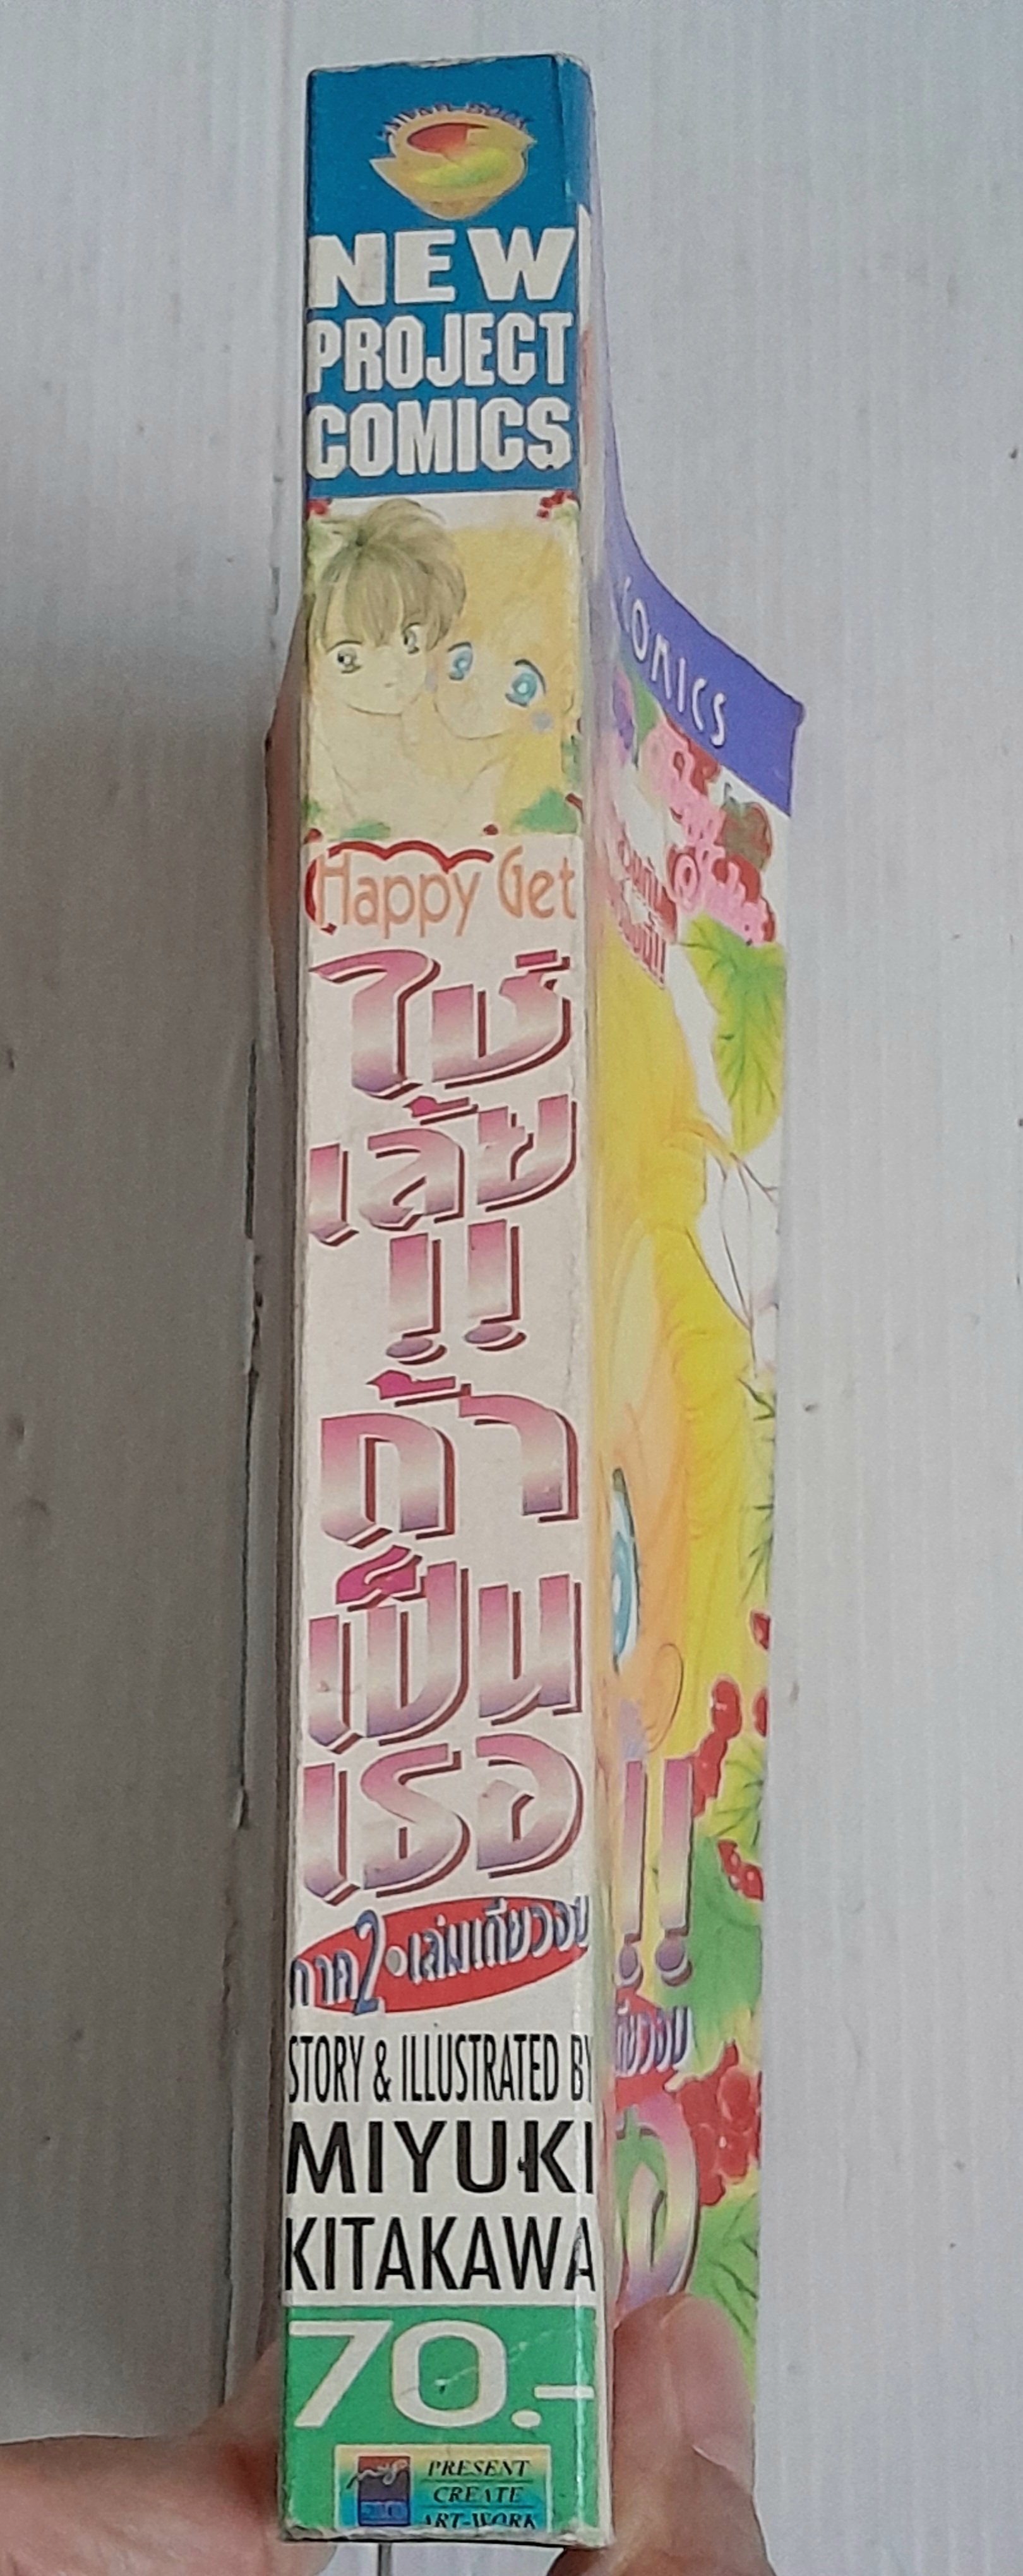 NEW
PROJECT
COMICS
Happy Get
ใช่
เล้ย
!!
ถ้า
เป็น
เธอ
ภาค2•เล่มเดียวจบ
STORY & ILLUSTRATED BY
MIYUKI
KITAKAWA
70.-
PRESENT
CREATE
ART-WORK
COMICS
!!